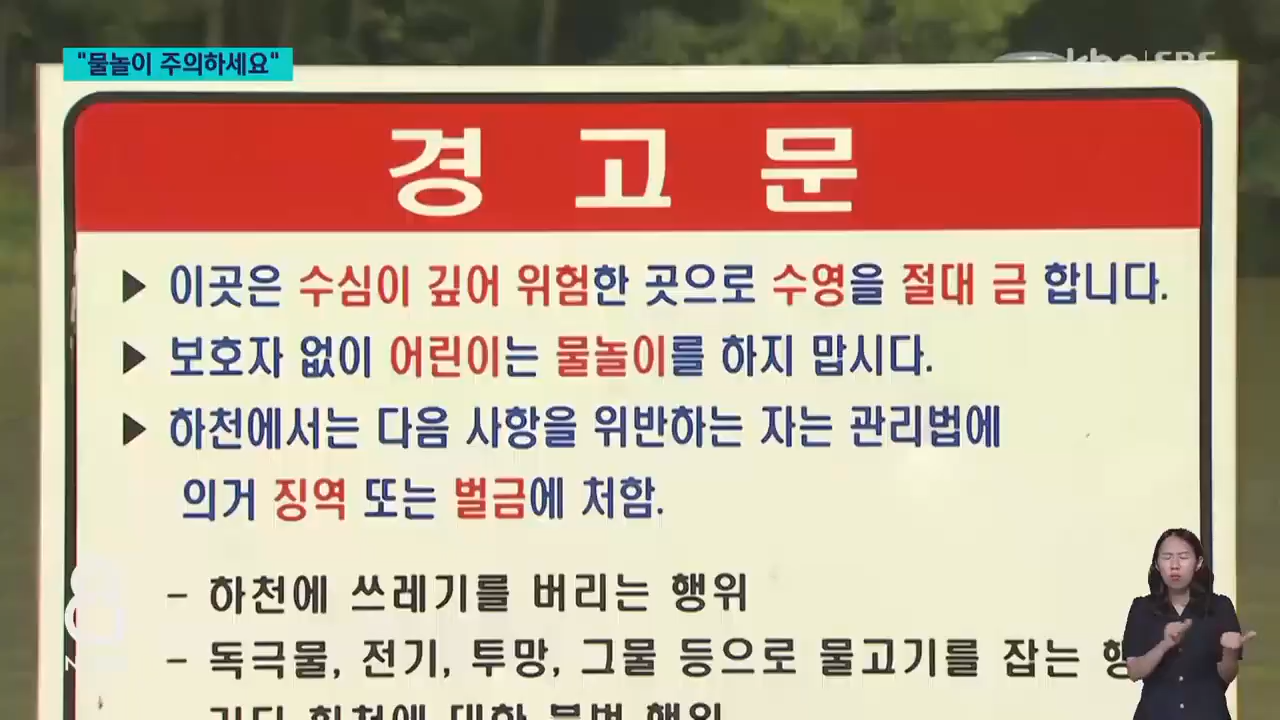 "물놀이 주의하세요"
kbc SBS
경고문
▶ 이곳은 수심이 깊어 위험한 곳으로 수영을 절대 금 합니다.
▶ 보호자 없이 어린이는 물놀이를 하지 맙시다.
▶ 하천에서는 다음 사항을 위반하는 자는 관리법에
의거 징역 또는 벌금에 처함.
- 하천에 쓰레기를 버리는 행위
- 독극물, 전기, 투망, 그물 등으로 물고기를 잡는
8